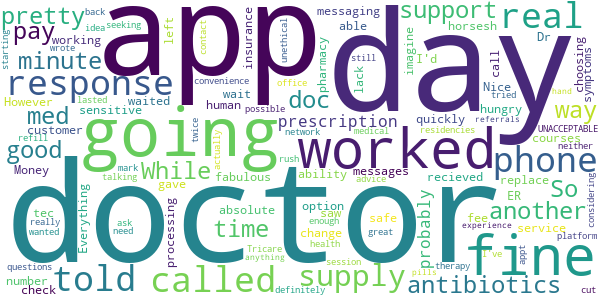 starting back idea seeking pretty app day messaging able support horsesh real
wrote left contact insurance unethical pharmacy still lack imagine I'd call Dr
pay working minute choosing symptoms
However convenience office wait human possible tried Nice hungry hand
response waited doc quickly way
med sensitive customer lasted twice prescription network residencies medical referrals UNACCEPTABLE courses neither
good going worked phone
refill actually mark rush messages advice
Money While talking gave fabulous ability recieved So another
doctor fine
Everything tec absolute option saw safe replace ER
really wanted ask need time change fee service considering
processing enough health great probably experience platform
told called supply I've appt
number Tricare anything session therapy antibiotics
check questions definitely pills cut